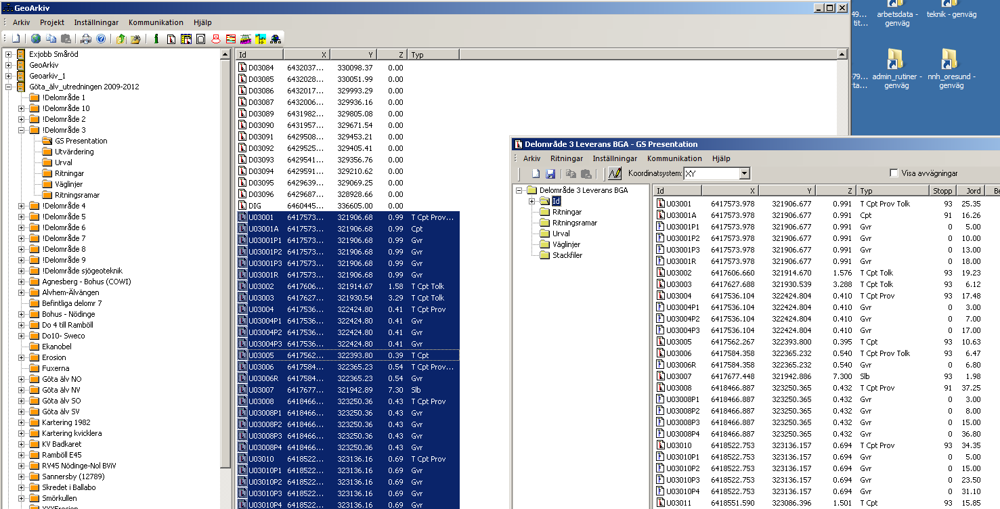 GeoArkiv
Arkiv Projekt Inställningar Kommunikation Hjälp
Exjobb Småröd
GeoArkiv
Geoarkiv_1
Göta_älv_utredningen 2009-2012
!Delområde 1
!Delområde 10
!Delområde 2
!Delområde 3
GS Presentation
Utvärdering
Urval
Ritningar
Väglinjer
Ritningsramar
!Delområde 4
!Delområde 5
!Delområde 6
!Delområde 7
!Delområde 8
!Delområde 9
!Delområde sjögeoteknik
Agnesberg - Bohus (COWI)
Alvhem-Älvängen
Befintliga delomr 7
Bohus - Nödinge
Do 4 till Ramböll
Do10- Sweco
Ekanobel
Erosion
Fuxerna
Göta älv NO
Göta älv NV
Göta älv SO
Göta älv SV
Kartering 1982
Kartering kvicklera
KV Badkaret
Ramböll E45
RV45 Nödinge-Nol BViV
Sannersby (12789)
Skredet i Ballabo
Smörkullen
Id X Y Z Typ
D03084 6432037... 330098.37 0.00
D03085 6432028... 330051.99 0.00
D03086 6432017... 329993.29 0.00
D03087 6432006... 329936.16 0.00
D03089 6431982... 329805.08 0.00
D03090 6431957... 329671.54 0.00
D03091 6429508... 329453.21 0.00
D03092 6429525... 329405.41 0.00
D03093 6429541... 329356.76 0.00
D03094 6429591... 329210.62 0.00
D03095 6429639... 329069.25 0.00
D03096 6429687... 328928.66 0.00
DIG 6460445... 336605.00 0.00
U03001 6417573... 321906.68 0.99 T Cpt Prov...
U03001A 6417573... 321906.68 0.99 Cpt
U03001P1 6417573... 321906.68 0.99 Gvr
U03001P2 6417573... 321906.68 0.99 Gvr
U03001P3 6417573... 321906.68 0.99 Gvr
U03001R 6417573... 321906.68 0.99 Gvr
U03002 6417606... 321914.67 1.58 T Cpt Tolk
U03003 6417627... 321930.54 3.29 T Cpt Tolk
U03004 6417536... 322424.80 0.41 T Cpt Prov
U03004P1 6417536... 322424.80 0.41 Gvr
U03004P2 6417536... 322424.80 0.41 Gvr
U03004P3 6417536... 322424.80 0.41 Gvr
U03005 6417562... 322393.80 0.39 T Cpt
U03006 6417584... 322365.23 0.54 T Cpt Prov...
U03006R 6417584... 322365.23 0.54 Gvr
U03007 6417677... 321942.89 7.30 Slb
U03008 6418466... 323250.36 0.43 T Cpt Prov
U03008P1 6418466... 323250.36 0.43 Gvr
U03008P2 6418466... 323250.36 0.43 Gvr
U03008P3 6418466... 323250.36 0.43 Gvr
U03008P4 6418466... 323250.36 0.43 Gvr
U03010 6418522... 323136.16 0.69 T Cpt Prov
U03010P1 6418522... 323136.16 0.69 Gvr
U03010P2 6418522... 323136.16 0.69 Gvr
U03010P3 6418522... 323136.16 0.69 Gvr
U03010P4 6418522... 323136.16 0.69 Gvr
49...
tit...
arbetsdata -
genväg
teknik - genväg
-79...
rta...
admin_rutiner -
genväg
nnh_oresund -
genväg
Delområde 3 Leverans BGA - GS Presentation
Arkiv Ritningar Inställningar Kommunikation Hjälp
Koordinatsystem: XY Visa avvägningar
Delområde 3 Leverans BGA
Id
Ritningar
Ritningsramar
Urval
Väglinjer
Stackfiler
Id X Y Z Typ Stopp Jord Be
U03001 6417573.978 321906.677 0.991 T Cpt Prov Tolk 93 25.35
U03001A 6417573.978 321906.677 0.991 Cpt 91 16.26
U03001P1 6417573.978 321906.677 0.991 Gvr 0 5.00
U03001P2 6417573.978 321906.677 0.991 Gvr 0 10.00
U03001P3 6417573.978 321906.677 0.991 Gvr 0 13.00
U03001R 6417573.978 321906.677 0.991 Gvr 0 18.00
U03002 6417606.660 321914.670 1.576 T Cpt Tolk 93 19.23
U03003 6417627.688 321930.539 3.288 T Cpt Tolk 93 6.12
U03004 6417536.104 322424.804 0.410 T Cpt Prov 93 17.48
U03004P1 6417536.104 322424.804 0.410 Gvr 0 3.00
U03004P2 6417536.104 322424.804 0.410 Gvr 0 7.00
U03004P3 6417536.104 322424.804 0.410 Gvr 0 17.00
U03005 6417562.267 322393.800 0.395 T Cpt 93 10.63
U03006 6417584.358 322365.232 0.540 T Cpt Prov Tolk 93 6.47
U03006R 6417584.358 322365.232 0.540 Gvr 0 6.80
U03007 6417677.448 321942.886 7.300 Slb 93 1.98
U03008 6418466.887 323250.365 0.432 T Cpt Prov 91 37.25
U03008P1 6418466.887 323250.365 0.432 Gvr 0 3.00
U03008P2 6418466.887 323250.365 0.432 Gvr 0 8.00
U03008P3 6418466.887 323250.365 0.432 Gvr 0 15.00
U03008P4 6418466.887 323250.365 0.432 Gvr 0 36.80
U03010 6418522.753 323136.157 0.694 T Cpt Prov 93 34.35
U03010P1 6418522.753 323136.157 0.694 Gvr 0 5.00
U03010P2 6418522.753 323136.157 0.694 Gvr 0 15.00
U03010P3 6418522.753 323136.157 0.694 Gvr 0 23.50
U03010P4 6418522.753 323136.157 0.694 Gvr 0 31.10
U03011 6418551.590 323086.396 1.501 T Cpt 93 15.85